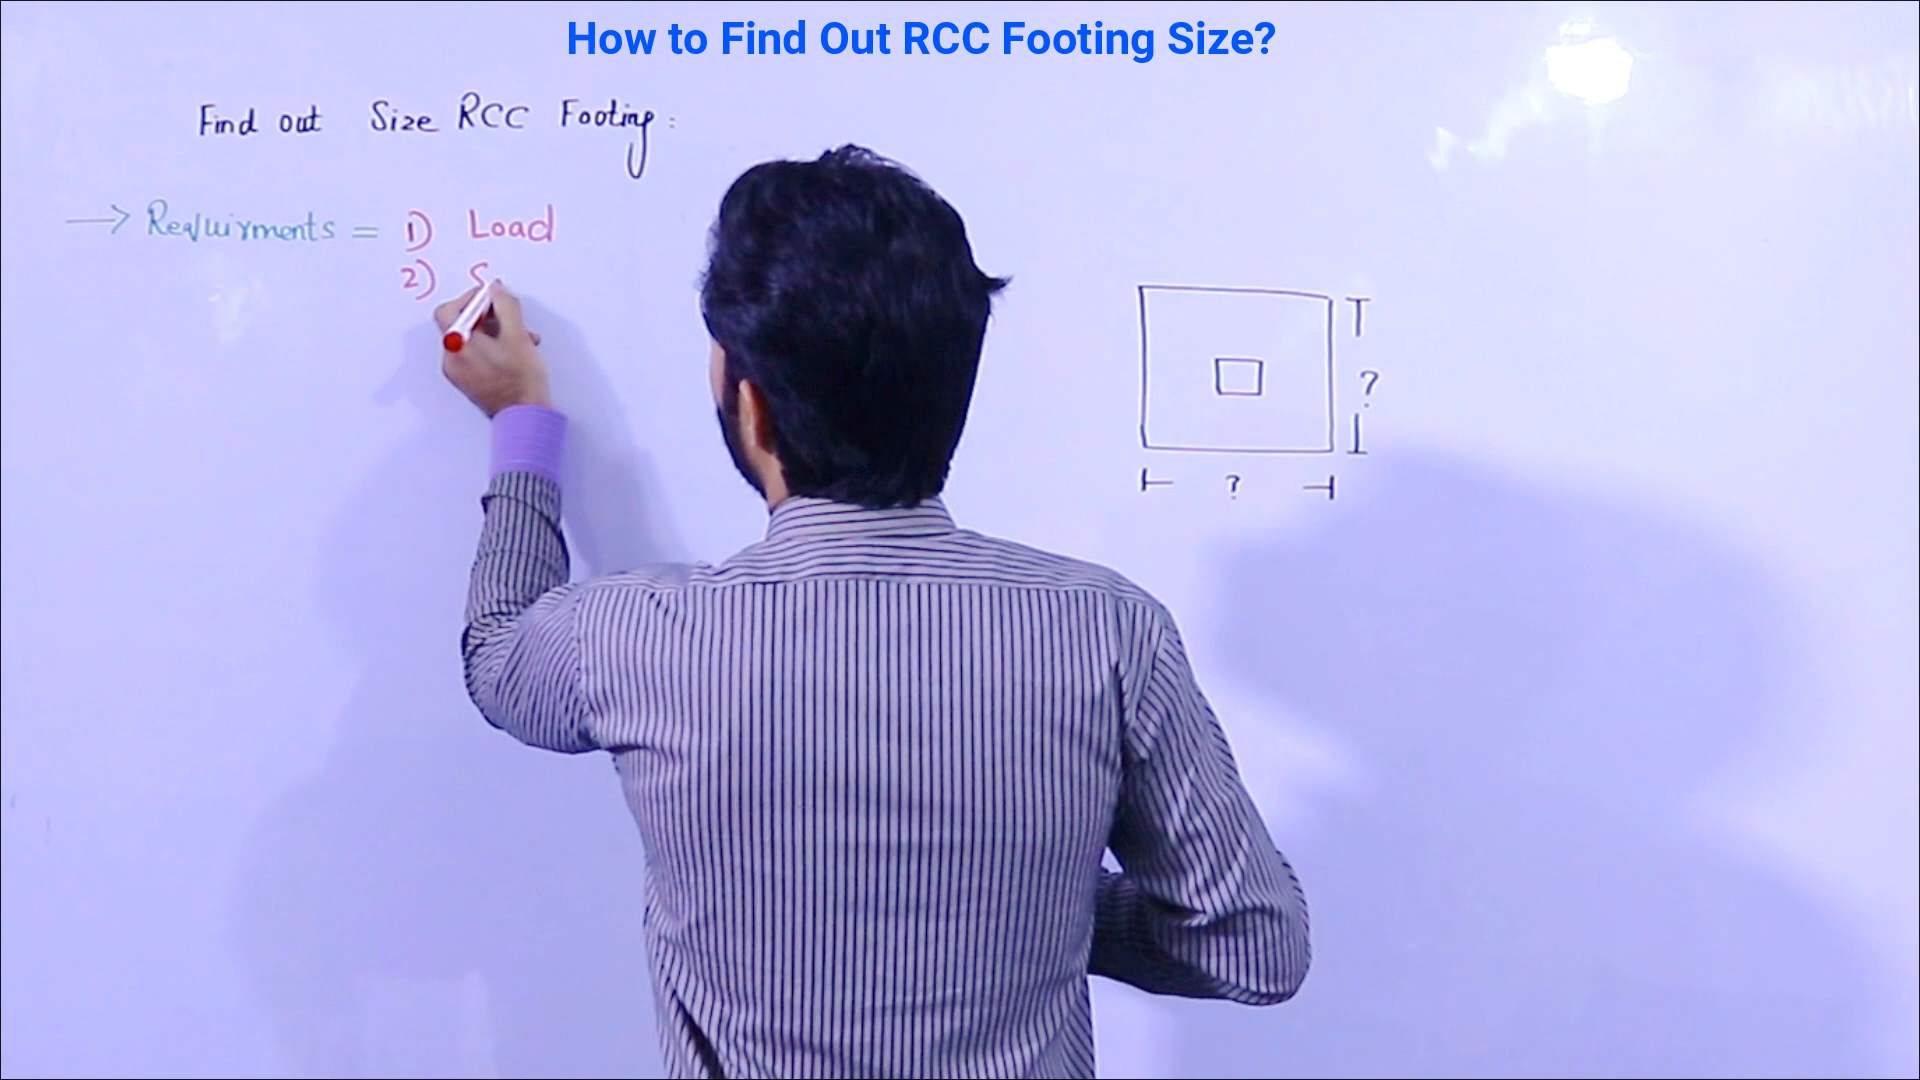 How to Find Out RCC Footing Size?
Find out Size RCC Footing :
→ Requirments = 1) Load
2) S
?
?